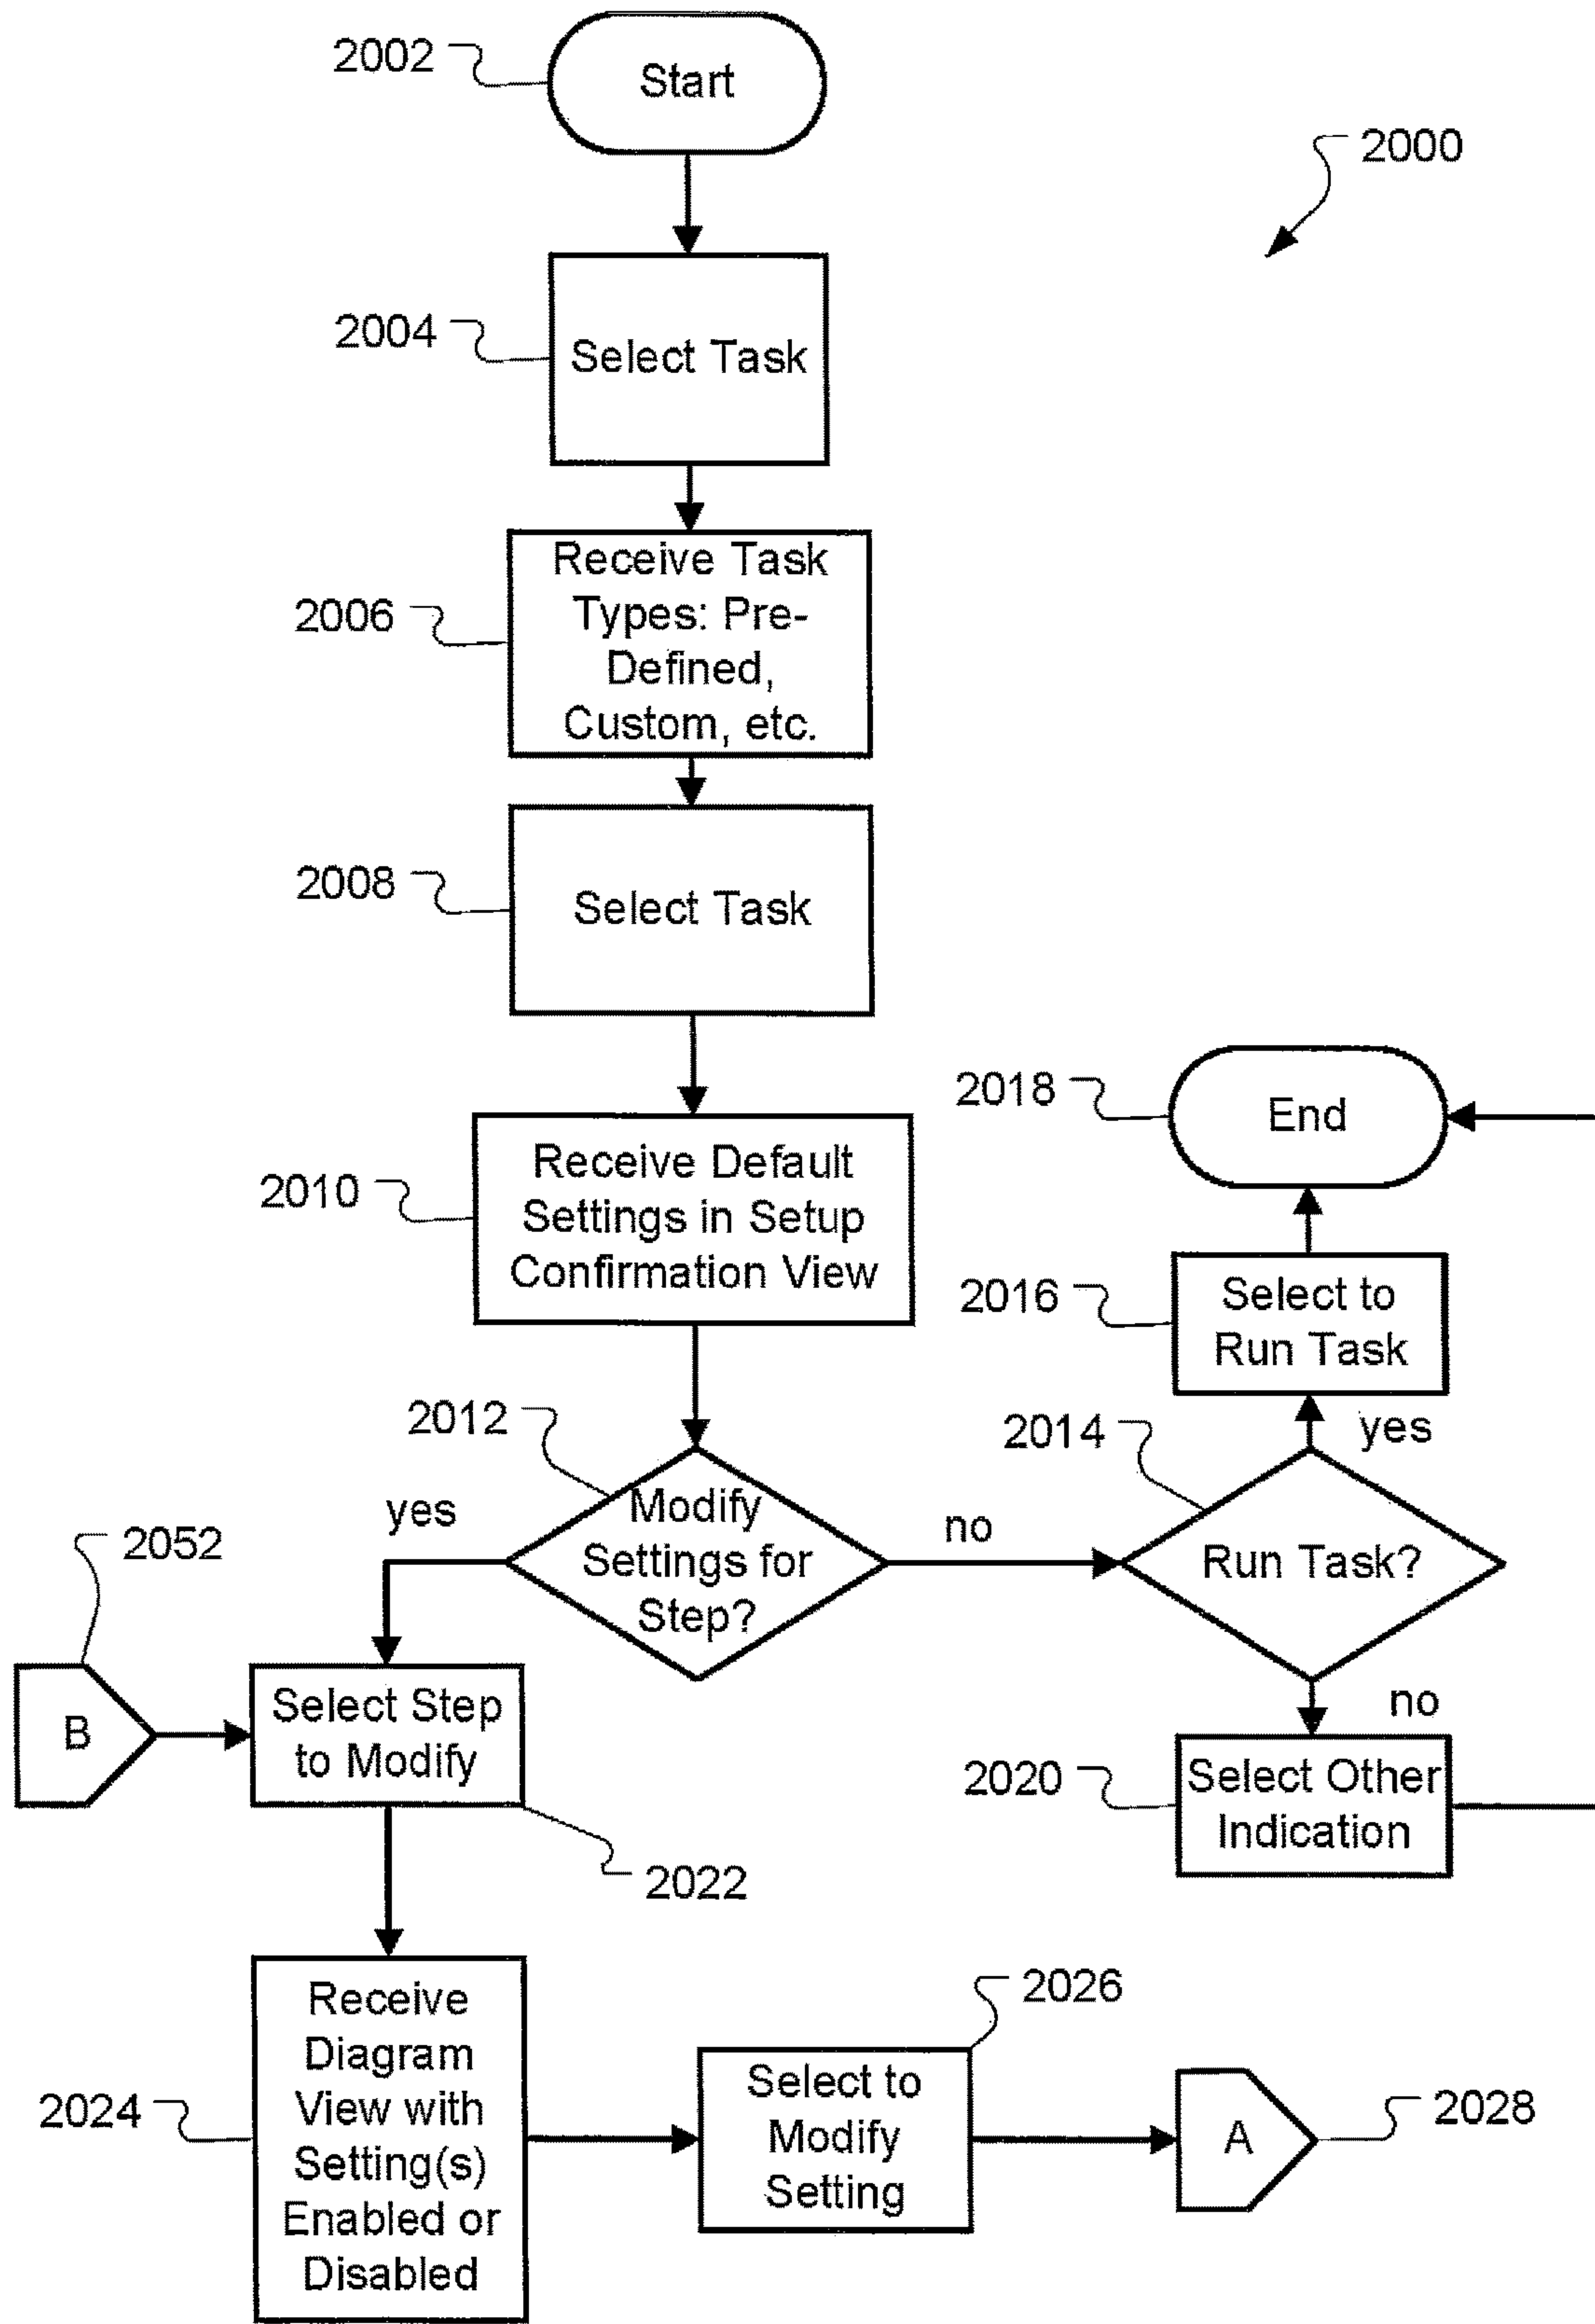 2002
Start
2000
2004
Select Task
2006
Receive Task
Types: Pre-
Defined,
Custom, etc.
2008
Select Task
2018
End
2010
Receive Default
Settings in Setup
Confirmation View
2016
Select to
Run Task
2012
Modify
Settings for
Step?
yes
no
2014
Run Task?
yes
no
2052
B
Select Step
to Modify
2022
2020
Select Other
Indication
2024
Receive
Diagram
View with
Setting(s)
Enabled or
Disabled
2026
Select to
Modify
Setting
A
2028